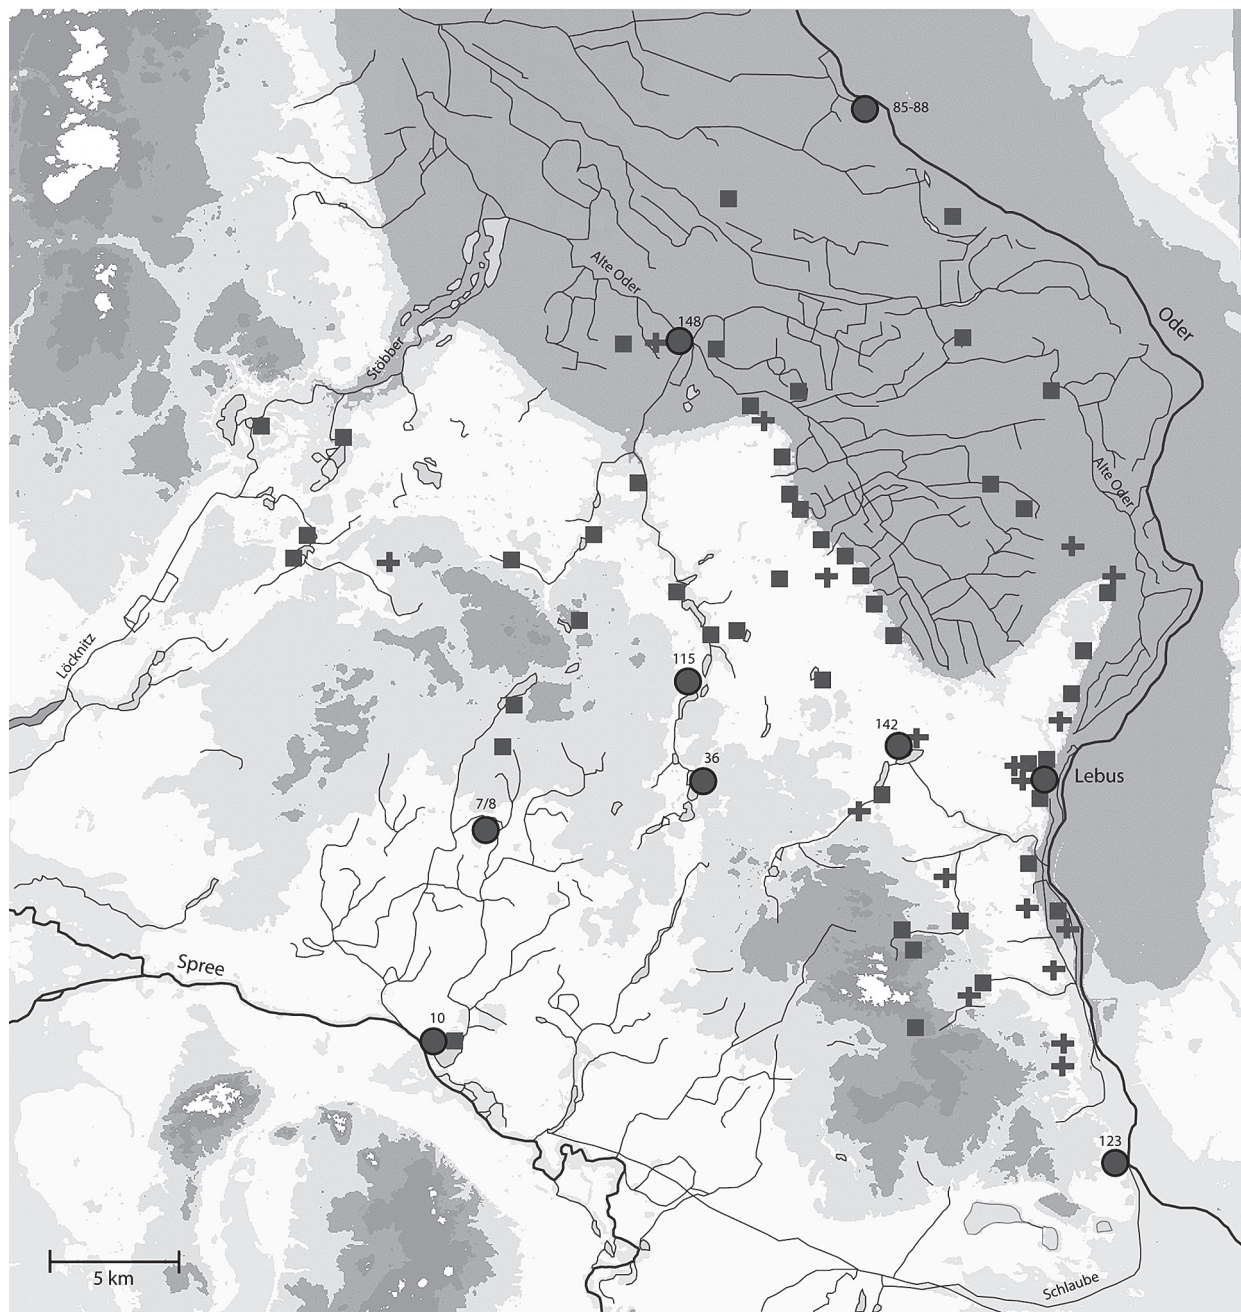 85-88
Alte Oder
148
Oder
Stöbber
Alte Oder
Löcknitz
115
142
36
Lebus
7/8
Spree
10
123
5 km
Schlaube